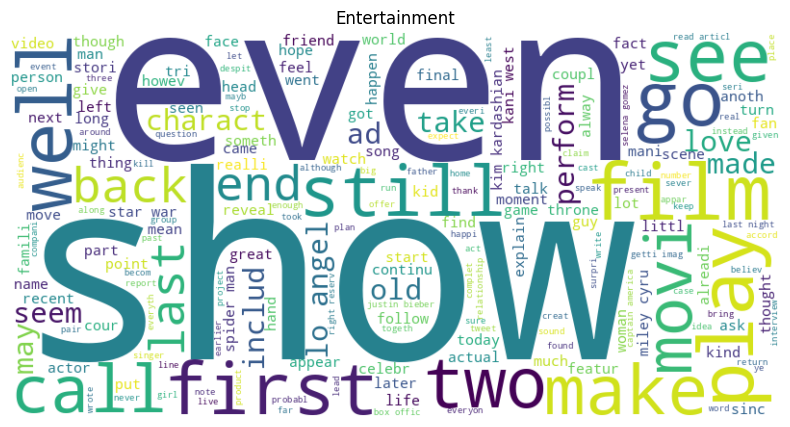 Entertainment
video though face friend hope world fact
man tri feel went happen final yet
person stori howev head seen got coupl anoth turn
give left charact ad take alway fan
even see well go love made
next long might someth came song perform kani west kim kardashian mani scene
thing realli watch right
back end still film
move star war reveal kid talk moment game throne lot guy littl
famili mean great find explain
show last movi play
name part point spider man includ lo angel start continu old
recent seem cour hand follow today actual
woman miley cyru alreadi thought ask kind
may actor appear celebr later much featur
call put first life two make sinc
read articl
event let despit mayb stop question
three open around kill
least everi possibl selena gomez
seri real instead given place
audienc along group compani past becom report everyth
although father home big run thank offer enough took plan
expect claim cast child number speak present sever appar keep
happi act justin bieber togeth complet relationship
right reserv sure tweet
getti imag last night accord believ
surpri write creat sound found
captain america case bring idea interview return ye word
pair project earlier singer line girl never wrote
note live product probabl far lead box offic everyon